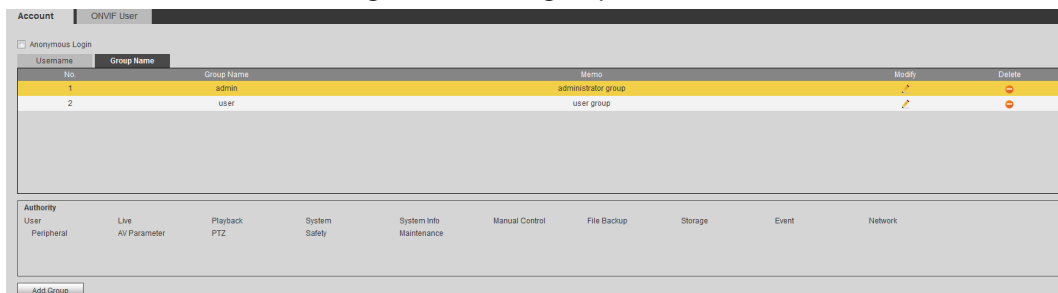 Account ONVIF User
Anonymous Login
Username Group Name
No. Group Name Memo Modify Delete
1 admin administrator group
2 user user group
Authority
User Live Playback System System Info Manual Control File Backup Storage Event Network
Peripheral AV Parameter PTZ Safety Maintenance
Add Group